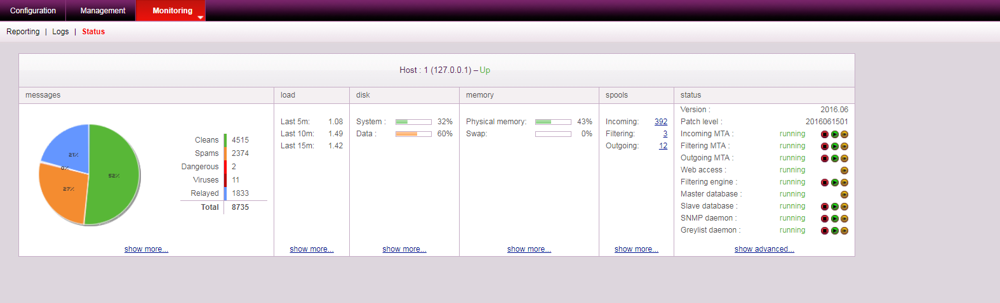 Configuration Management Monitoring
Reporting | Logs | Status
Host : 1 (127.0.0.1) – Up
messages load disk memory spools status
21%
0%
52%
27%
Cleans 4515
Spams 2374
Dangerous 2
Viruses 11
Relayed 1833
Total 8735
show more...
Last 5m: 1.08
Last 10m: 1.49
Last 15m: 1.42
show more...
System : 32%
Data : 60%
show more...
Physical memory: 43%
Swap: 0%
show more...
Incoming: 392
Filtering: 3
Outgoing: 12
show more...
Version : 2016.06
Patch level : 2016061501
Incoming MTA : running
Filtering MTA : running
Outgoing MTA : running
Web access : running
Filtering engine : running
Master database : running
Slave database : running
SNMP daemon : running
Greylist daemon : running
show advanced...